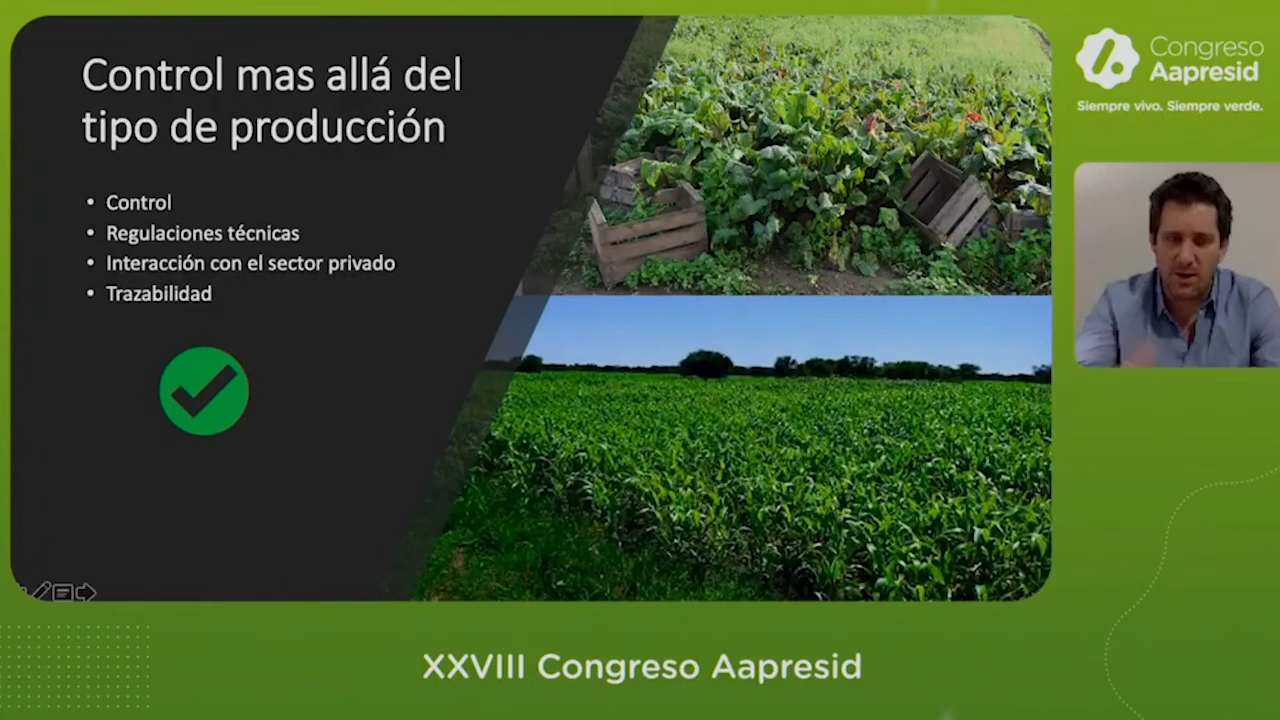 Control mas allá del
tipo de producción
• Control
• Regulaciones técnicas
• Interacción con el sector privado
• Trazabilidad
Congreso
Aapresid
Siempre vivo. Siempre verde.
XXVIII Congreso Aapresid